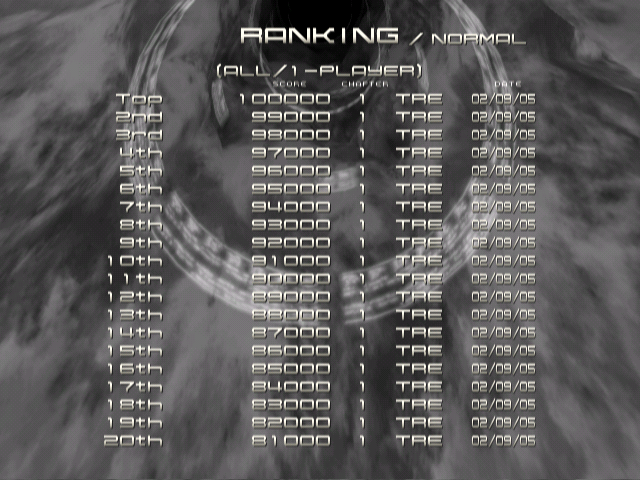 RANKING / NORMAL
(ALL/1-PLAYER)
SCORE CHAPTER DATE
Top 100000 1 TRE 02/09/05
2nd 99000 1 TRE 02/09/05
3rd 98000 1 TRE 02/09/05
4th 97000 1 TRE 02/09/05
5th 96000 1 TRE 02/09/05
6th 95000 1 TRE 02/09/05
7th 94000 1 TRE 02/09/05
8th 93000 1 TRE 02/09/05
9th 92000 1 TRE 02/09/05
10th 91000 1 TRE 02/09/05
11th 90000 1 TRE 02/09/05
12th 89000 1 TRE 02/09/05
13th 88000 1 TRE 02/09/05
14th 87000 1 TRE 02/09/05
15th 86000 1 TRE 02/09/05
16th 85000 1 TRE 02/09/05
17th 84000 1 TRE 02/09/05
18th 83000 1 TRE 02/09/05
19th 82000 1 TRE 02/09/05
20th 81000 1 TRE 02/09/05